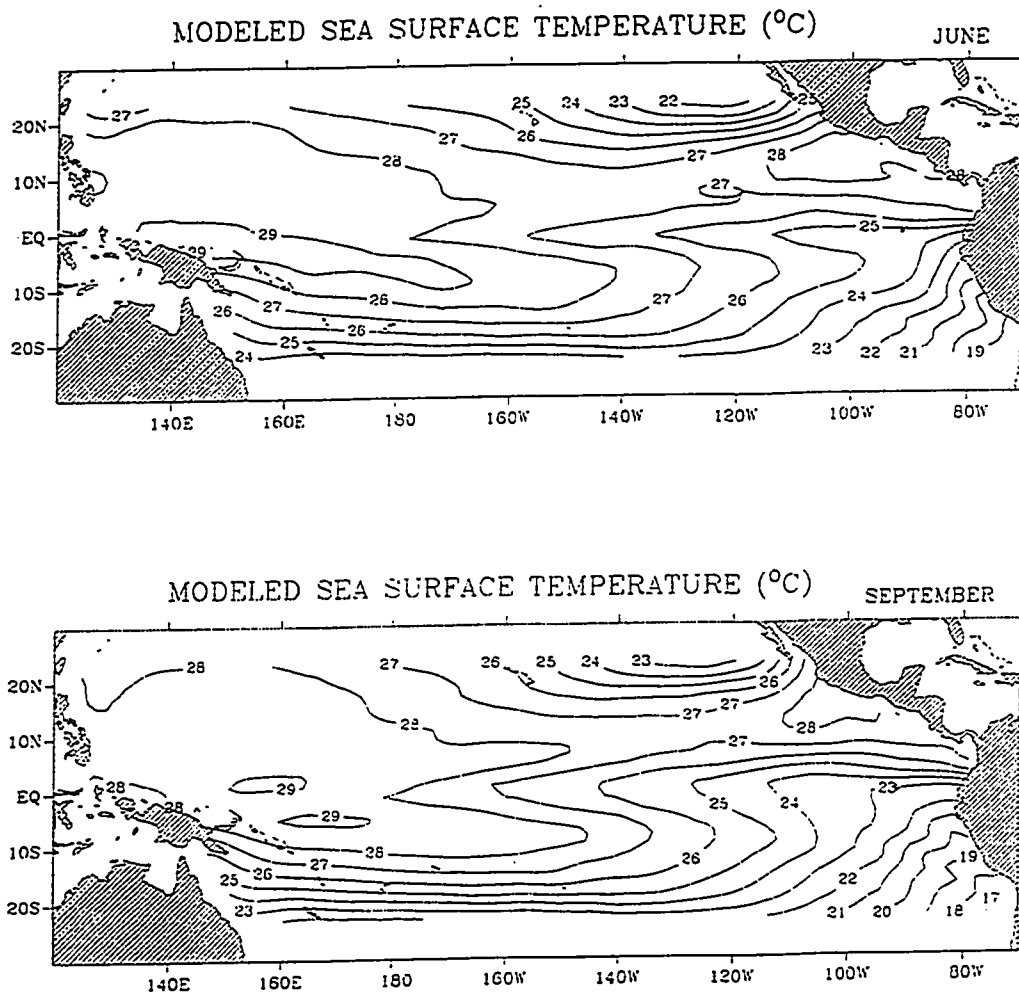 MODELED SEA SURFACE TEMPERATURE (°C)
JUNE
25 24 23 22 25
27 27 26
20N
28 27 28
10N
27 28
29 25
EQ
29
10S
26 27 26 24
26 27
26
25 23 22 21 19
20S
24
140E 160E 180 160W 140W 120W 100W 80W
MODELED SEA SURFACE TEMPERATURE (°C)
SEPTEMBER
28 27 26 25 24 23
26
20N
27 27
28 28
10N
27
28 23
EQ
28 29 25 24
29
10S
28 26 19
27
26 22
25 21 20 18 17
20S
23
140E 160E 180 160W 140W 120W 100W 80W